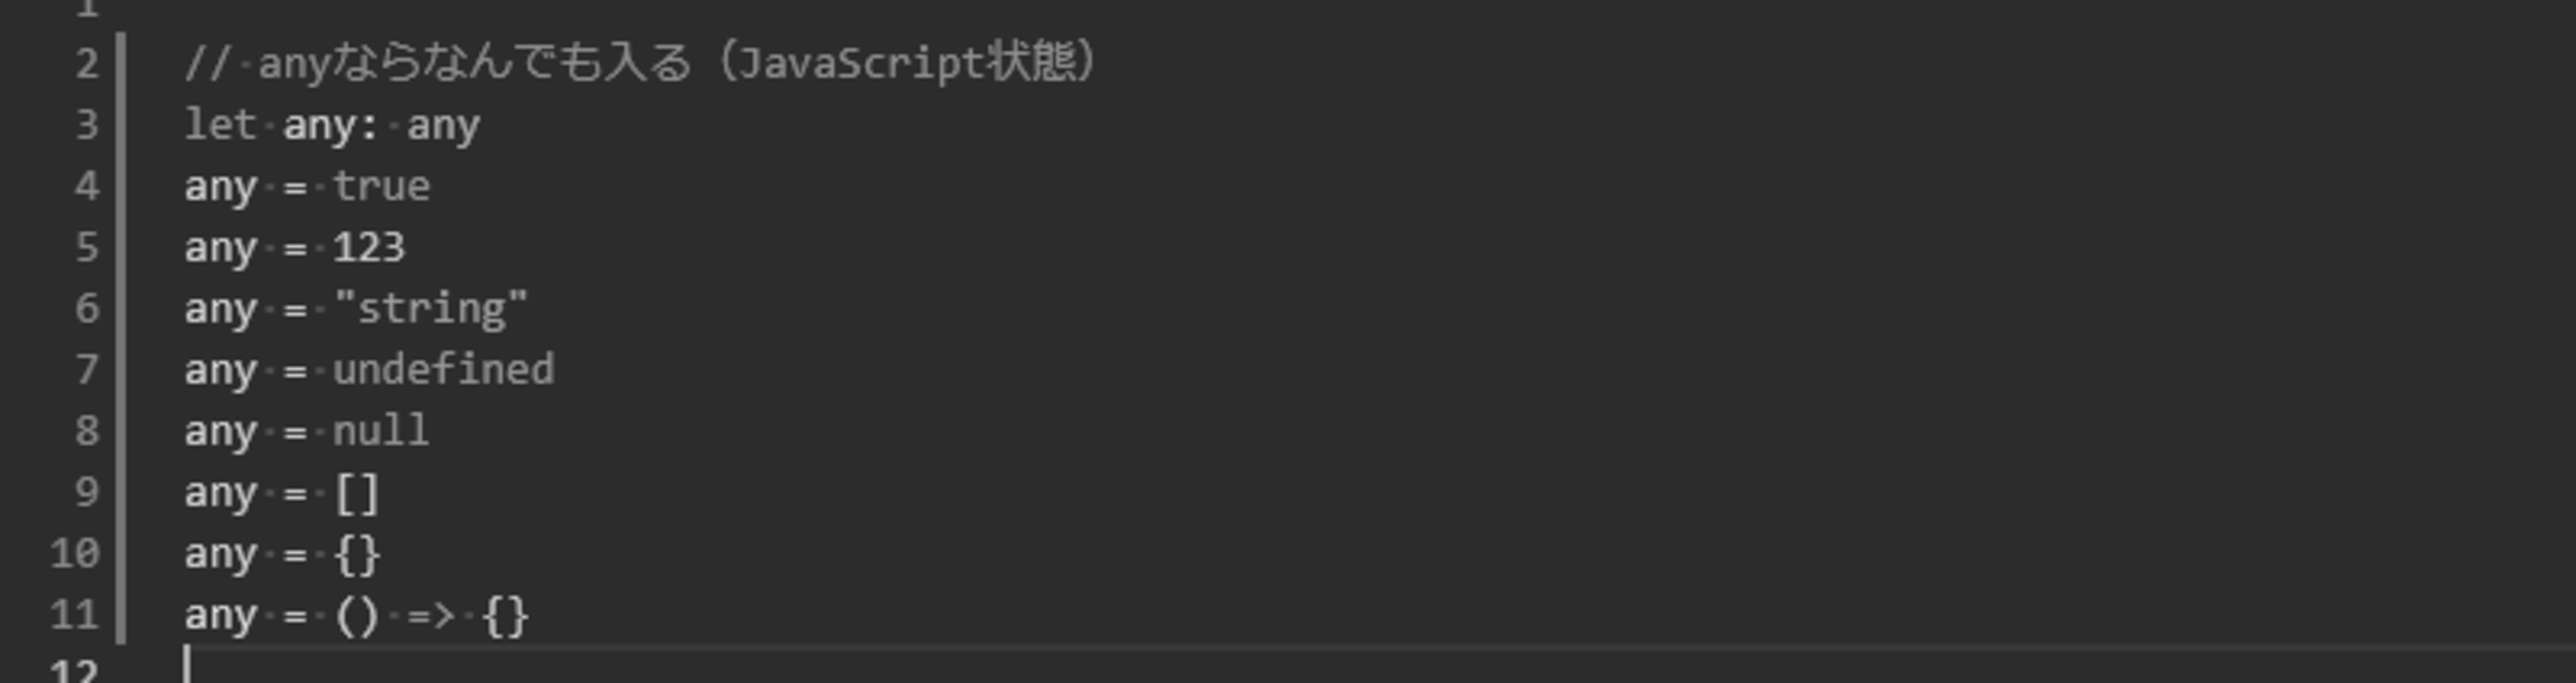 1
2 // anyならなんでも入る（JavaScript状態）
3 let any: any
4 any = true
5 any = 123
6 any = "string"
7 any = undefined
8 any = null
9 any = []
10 any = {}
11 any = () => {}
12